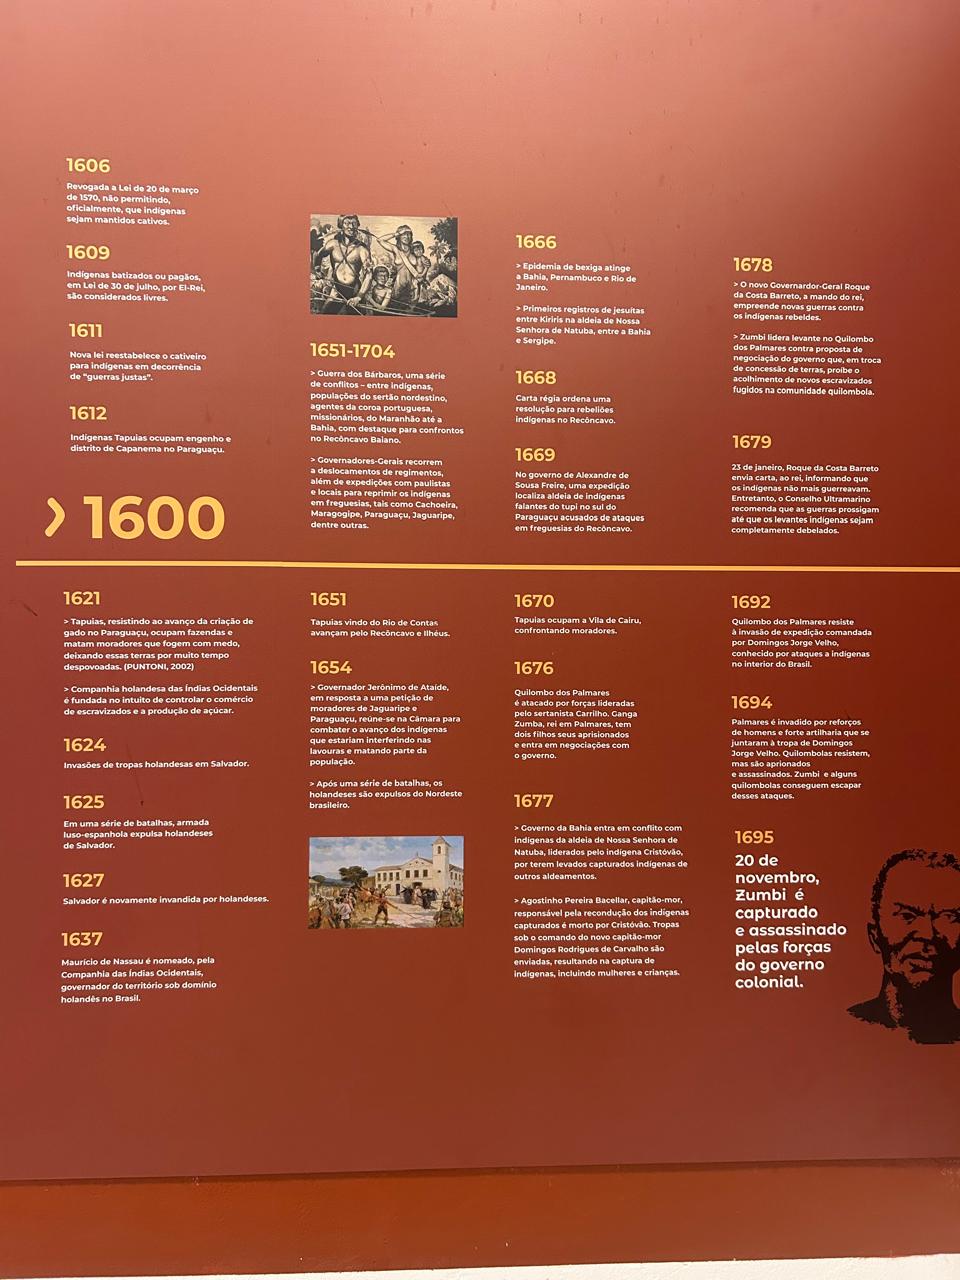 1606
Revogada a Lei de 20 de março
de 1570, não permitindo,
oficialmente, que indígenas
sejam mantidos cativos.
1609
Indígenas batizados ou pagãos,
em Lei de 30 de julho, por El-Rei,
são considerados livres.
1611
Nova lei reestabelece o cativeiro
para indígenas em decorrência
de "guerras justas".
1612
Indígenas Tapuias ocupam engenho e
distrito de Capanema no Paraguaçu.
1651-1704
> Guerra dos Bárbaros, uma série
de conflitos – entre indígenas,
populações do sertão nordestino,
agentes da coroa portuguesa,
missionários, do Maranhão até a
Bahia, com destaque para confrontos
no Recôncavo Baiano.
> Governadores-Gerais recorrem
a deslocamentos de regimentos,
além de expedições com paulistas
e locais para reprimir os indígenas
em freguesias, tais como Cachoeira,
Maragogipe, Paraguaçu, Jaguaripe,
dentre outras.
1666
> Epidemia de bexiga atinge
a Bahia, Pernambuco e Rio de
Janeiro.
> Primeiros registros de jesuítas
entre Kiriris na aldeia de Nossa
Senhora de Natuba, entre a Bahia
e Sergipe.
1668
Carta régia ordena uma
resolução para rebeliões
indígenas no Recôncavo.
1669
No governo de Alexandre de
Sousa Freire, uma expedição
localiza aldeia de indígenas
falantes do tupi no sul do
Paraguaçu acusados de ataques
em freguesias do Recôncavo.
1678
> O novo Governardor-Geral Roque
da Costa Barreto, a mando do rei,
empreende novas guerras contra
os indígenas rebeldes.
> Zumbi lidera levante no Quilombo
dos Palmares contra proposta de
negociação do governo que, em troca
de concessão de terras, proíbe o
acolhimento de novos escravizados
fugidos na comunidade quilombola.
1679
23 de janeiro, Roque da Costa Barreto
envia carta, ao rei, informando que
os indígenas não mais guerreavam.
Entretanto, o Conselho Ultramarino
recomenda que as guerras prossigam
até que os levantes indígenas sejam
completamente debelados.
> 1600
1621
> Tapuias, resistindo ao avanço da criação de
gado no Paraguaçu, ocupam fazendas e
matam moradores que fogem com medo,
deixando essas terras por muito tempo
despovoadas. (PUNTONI, 2002)
> Companhia holandesa das Índias Ocidentais
é fundada no intuito de controlar o comércio
de escravizados e a produção de açúcar.
1624
Invasões de tropas holandesas em Salvador.
1625
Em uma série de batalhas, armada
luso-espanhola expulsa holandeses
de Salvador.
1627
Salvador é novamente invandida por holandeses.
1637
Maurício de Nassau é nomeado, pela
Companhia das Índias Ocidentais,
governador do território sob domínio
holandês no Brasil.
1651
Tapuias vindo do Rio de Contas
avançam pelo Recôncavo e Ilhéus.
1654
> Governador Jerônimo de Ataíde,
em resposta a uma petição de
moradores de Jaguaripe e
Paraguaçu, reúne-se na Câmara para
combater o avanço dos indígenas
que estariam interferindo nas
lavouras e matando parte da
população.
> Após uma série de batalhas, os
holandeses são expulsos do Nordeste
brasileiro.
1670
Tapuias ocupam a Vila de Cairu,
confrontando moradores.
1676
Quilombo dos Palmares
é atacado por forças lideradas
pelo sertanista Carrilho. Ganga
Zumba, rei em Palmares, tem
dois filhos seus aprisionados
e entra em negociações com
o governo.
1677
> Governo da Bahia entra em conflito com
indígenas da aldeia de Nossa Senhora de
Natuba, liderados pelo indígena Cristóvão,
por terem levados capturados indígenas de
outros aldeamentos.
> Agostinho Pereira Bacellar, capitão-mor,
responsável pela recondução dos indígenas
capturados é morto por Cristóvão. Tropas
sob o comando do novo capitão-mor
Domingos Rodrigues de Carvalho são
enviadas, resultando na captura de
indígenas, incluindo mulheres e crianças.
1692
Quilombo dos Palmares resiste
à invasão de expedição comandada
por Domingos Jorge Velho,
conhecido por ataques a indígenas
no interior do Brasil.
1694
Palmares é invadido por reforços
de homens e forte artilharia que se
juntaram à tropa de Domingos
Jorge Velho. Quilombolas resistem,
mas são aprionados
e assassinados. Zumbi e alguns
quilombolas conseguem escapar
desses ataques.
1695
20 de
novembro,
Zumbi é
capturado
e assassinado
pelas forças
do governo
colonial.